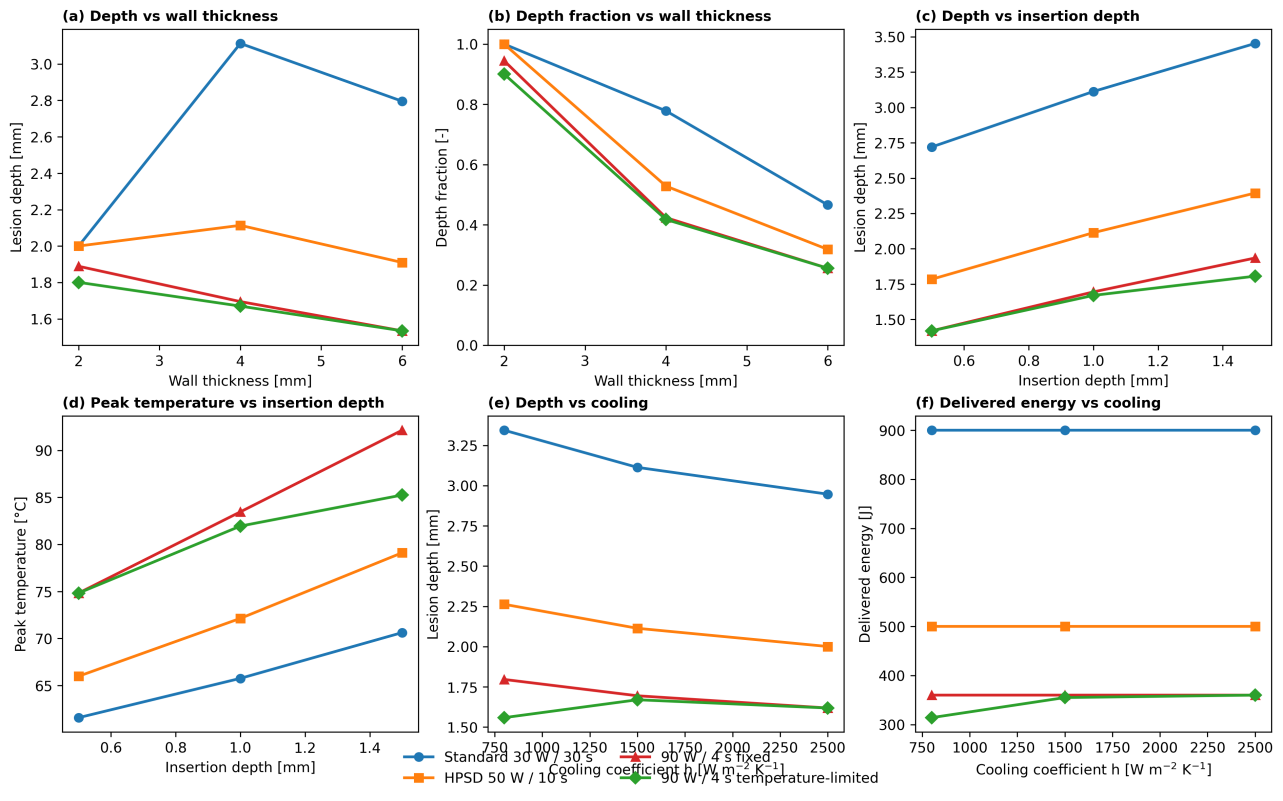 (a) Depth vs wall thickness
Lesion depth [mm]
3.0
2.8
2.6
2.4
2.2
2.0
1.8
1.6
2 3 4 5 6
Wall thickness [mm]
(b) Depth fraction vs wall thickness
Depth fraction [-]
1.0
0.8
0.6
0.4
0.2
0.0
2 3 4 5 6
Wall thickness [mm]
(c) Depth vs insertion depth
Lesion depth [mm]
3.50
3.25
3.00
2.75
2.50
2.25
2.00
1.75
1.50
0.6 0.8 1.0 1.2 1.4
Insertion depth [mm]
(d) Peak temperature vs insertion depth
Peak temperature [°C]
90
85
80
75
70
65
0.6 0.8 1.0 1.2 1.4
Insertion depth [mm]
(e) Depth vs cooling
Lesion depth [mm]
3.25
3.00
2.75
2.50
2.25
2.00
1.75
1.50
750 1000 1250 1500 1750 2000 2250 2500
Cooling coefficient h [W m⁻² K⁻¹]
(f) Delivered energy vs cooling
Delivered energy [J]
900
800
700
600
500
400
300
750 1000 1250 1500 1750 2000 2250 2500
Cooling coefficient h [W m⁻² K⁻¹]
Standard 30 W / 30 s
HPSD 50 W / 10 s
90 W / 4 s fixed
90 W / 4 s temperature-limited